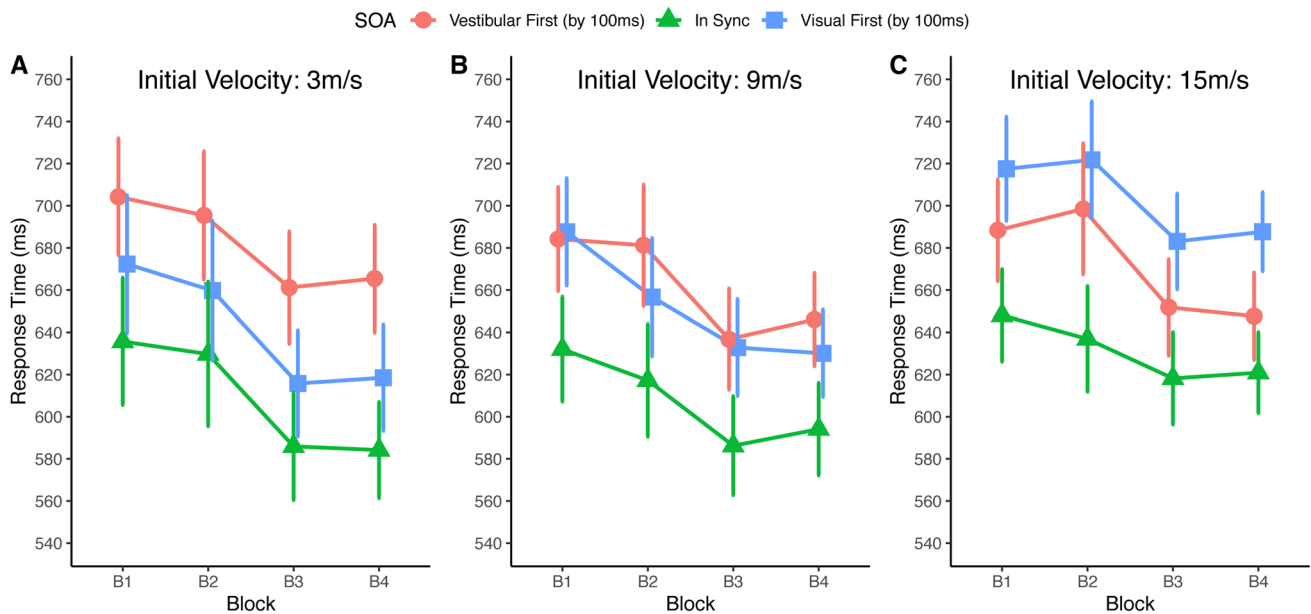 SOA Vestibular First (by 100ms) In Sync Visual First (by 100ms)
A
Initial Velocity: 3m/s
Response Time (ms)
760
740
720
700
680
660
640
620
600
580
560
540
B1 B2 B3 B4
Block
B
Initial Velocity: 9m/s
Response Time (ms)
760
740
720
700
680
660
640
620
600
580
560
540
B1 B2 B3 B4
Block
C
Initial Velocity: 15m/s
Response Time (ms)
760
740
720
700
680
660
640
620
600
580
560
540
B1 B2 B3 B4
Block